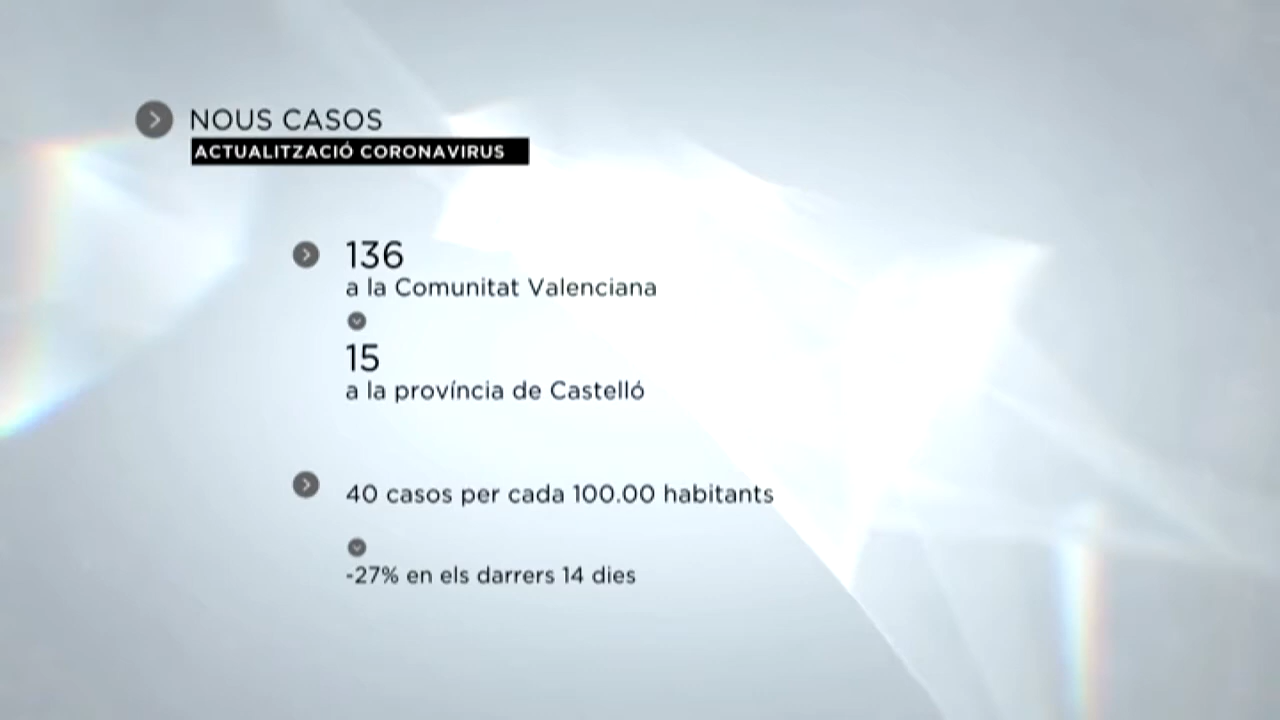 NOUS CASOS
ACTUALITZACIÓ CORONAVIRUS
136
a la Comunitat Valenciana
15
a la província de Castelló
40 casos per cada 100.00 habitants
-27% en els darrers 14 dies